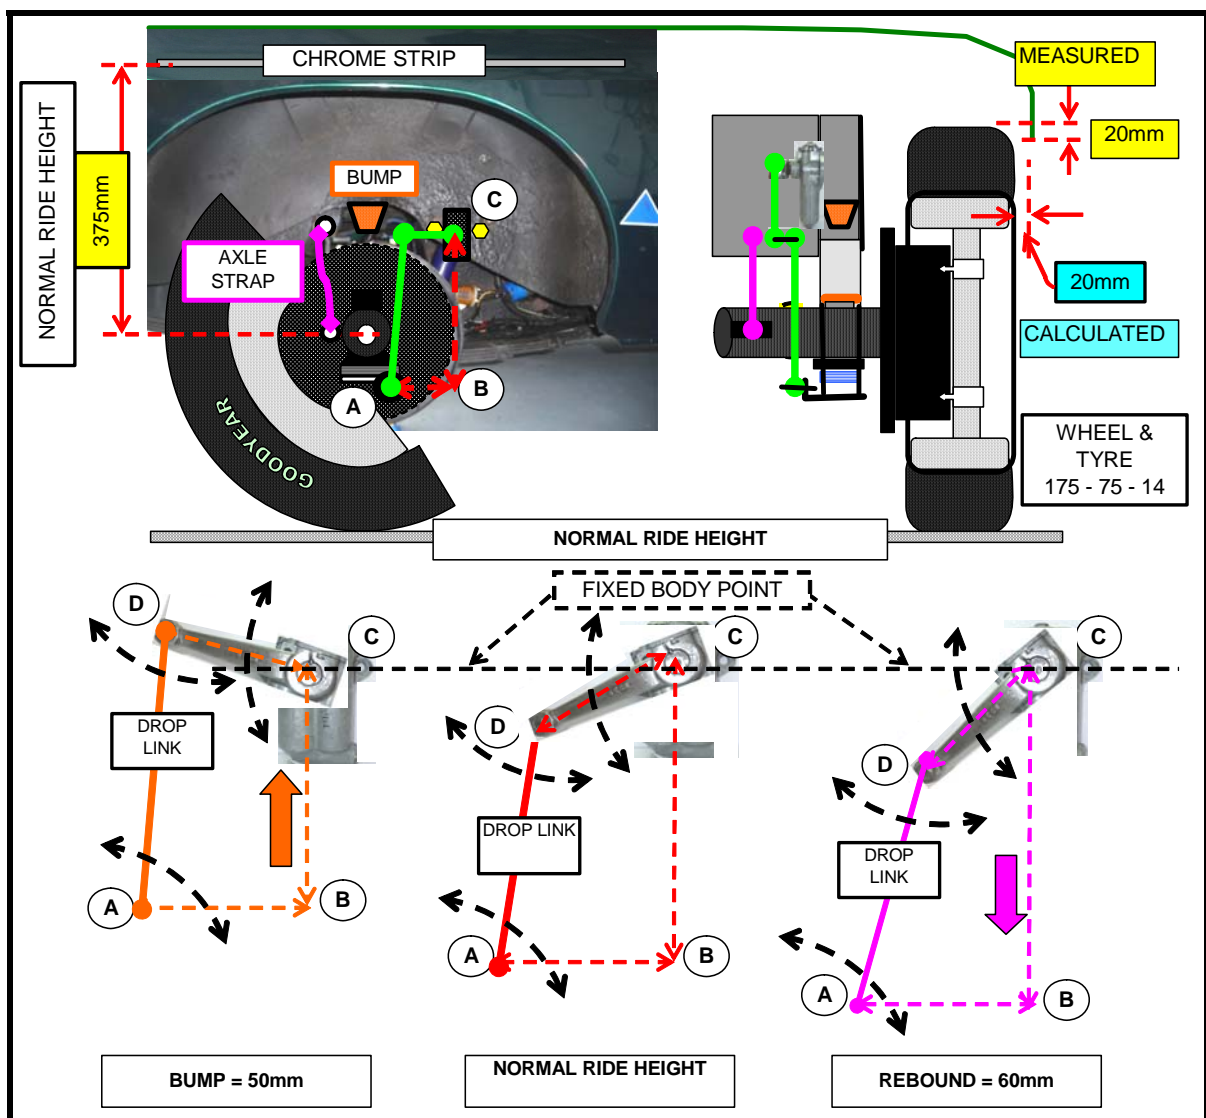 CHROME STRIP
MEASURED
20mm
NORMAL RIDE HEIGHT
375mm
BUMP
C
AXLE
STRAP
20mm
CALCULATED
A
B
GOODYEAR
WHEEL &
TYRE
175 - 75 - 14
NORMAL RIDE HEIGHT
FIXED BODY POINT
D
C
DROP
LINK
A
B
C
D
DROP LINK
A
B
C
D
DROP
LINK
A
B
BUMP = 50mm
NORMAL RIDE HEIGHT
REBOUND = 60mm